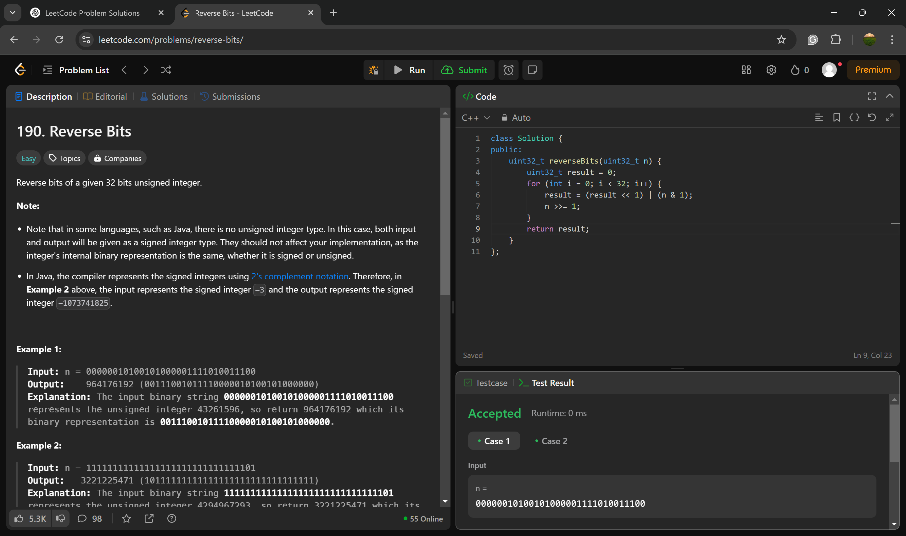 LeetCode Problem Solutions
Reverse Bits - LeetCode
leetcode.com/problems/reverse-bits/
Problem List
Run
Submit
0
Premium
Description
Editorial
Solutions
Submissions
190. Reverse Bits
Easy
Topics
Companies
Reverse bits of a given 32 bits unsigned integer.
Note:
• Note that in some languages, such as Java, there is no unsigned integer type. In this case, both input
and output will be given as a signed integer type. They should not affect your implementation, as the
integer's internal binary representation is the same, whether it is signed or unsigned.
• In Java, the compiler represents the signed integers using 2's complement notation. Therefore, in
Example 2 above, the input represents the signed integer -3 and the output represents the signed
integer -1073741825.
Example 1:
Input: n = 00000010100101000001111010011100
Output: 964176192 (00111001011110000010100101000000)
Explanation: The input binary string 00000010100101000001111010011100
represents the unsigned integer 43261596, so return 964176192 which its
binary representation is 00111001011110000010100101000000.
Example 2:
Input: n = 11111111111111111111111111111101
Output: 3221225471 (10111111111111111111111111111111)
Explanation: The input binary string 11111111111111111111111111111101
represents the unsigned integer 4294967293, so return 3221225471 which its
5.3K
98
55 Online
</> Code
C++
Auto
1 class Solution {
2 public:
3 uint32_t reverseBits(uint32_t n) {
4 uint32_t result = 0;
5 for (int i = 0; i < 32; i++) {
6 result = (result << 1) | (n & 1);
7 n >>= 1;
8 }
9 return result;
10 }
11 };
Saved
Ln 9, Col 23
Testcase
>_ Test Result
Accepted
Runtime: 0 ms
• Case 1
• Case 2
Input
n =
00000010100101000001111010011100